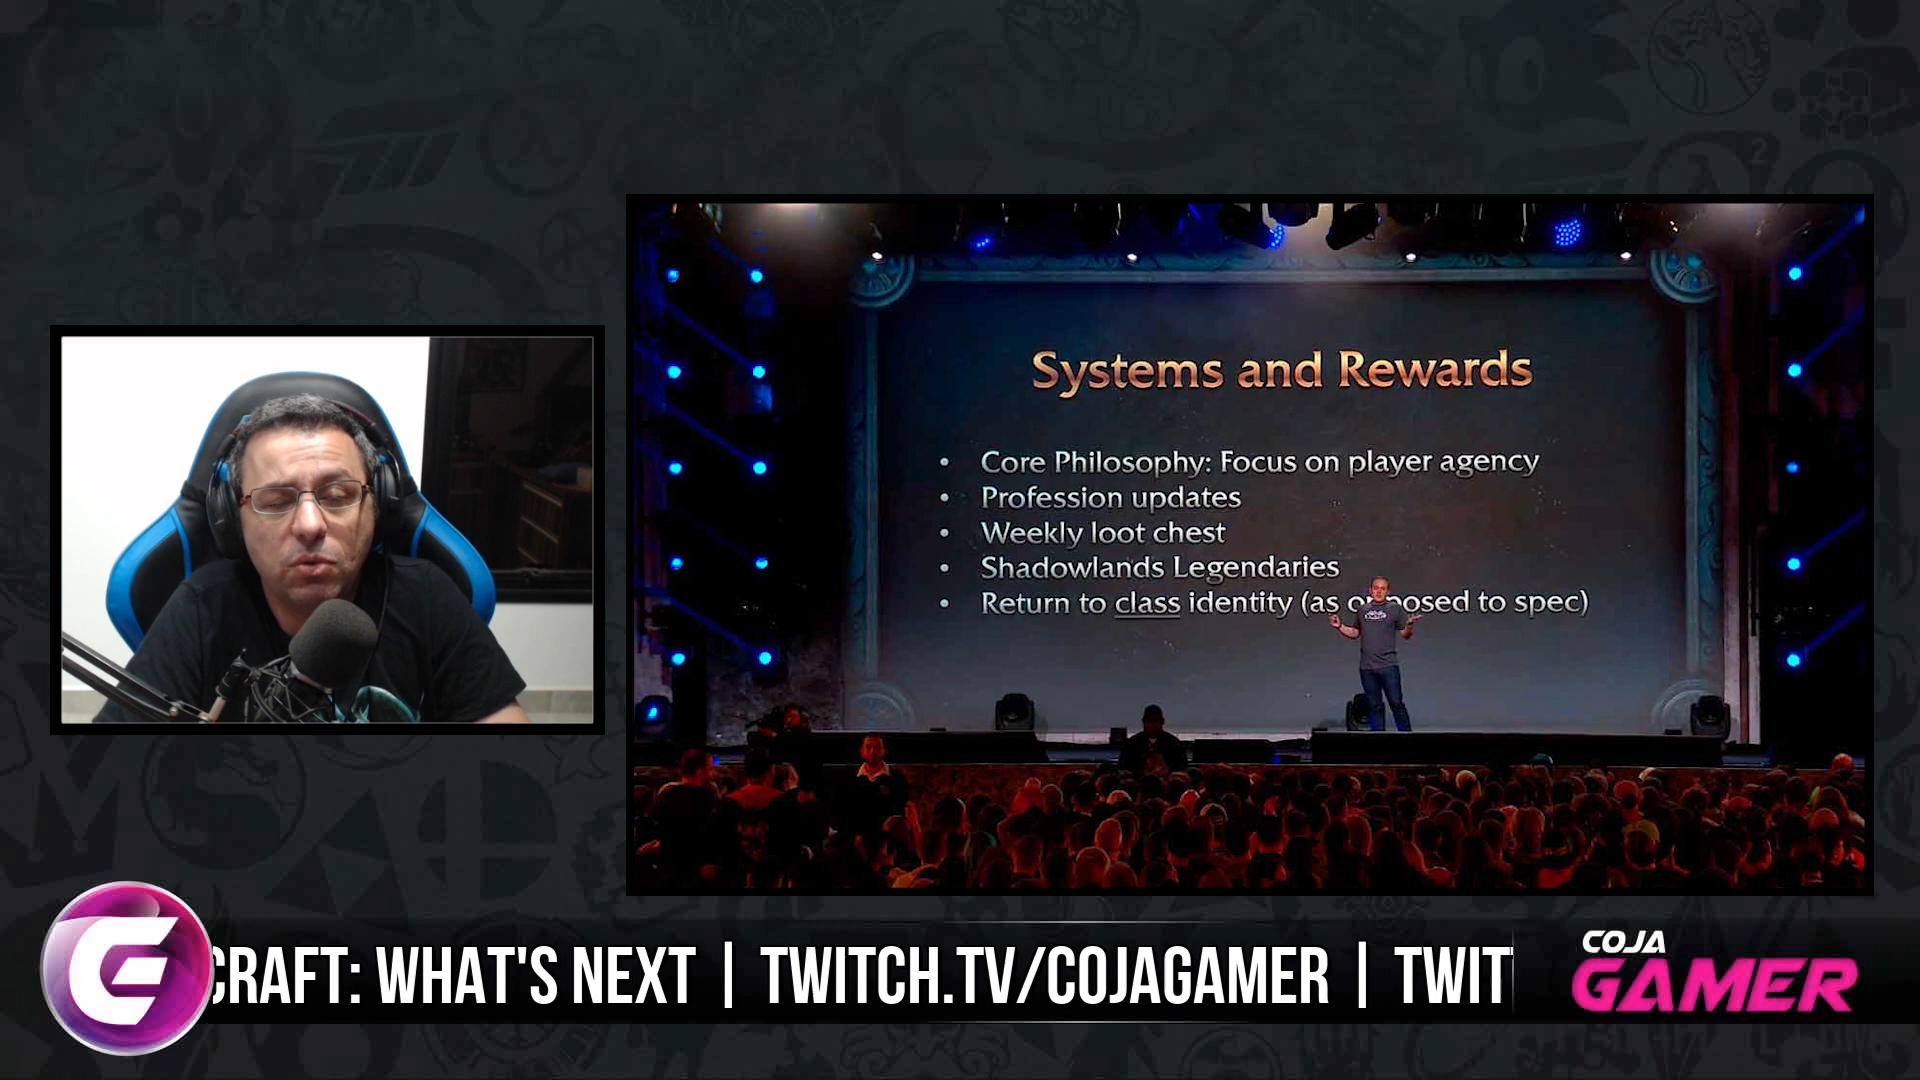 Systems and Rewards
• Core Philosophy: Focus on player agency
• Profession updates
• Weekly loot chest
• Shadowlands Legendaries
• Return to class identity (as opposed to spec)
CRAFT: WHAT'S NEXT | TWITCH.TV/COJAGAMER | TWIT
COJA
GAMER